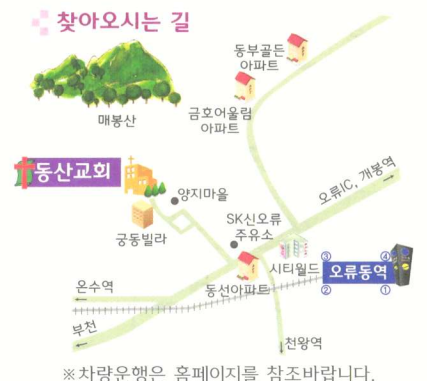 찾아오시는 길
동부골든
아파트
매봉산
금호어울림
아파트
동산교회
양지마을
오류IC, 개봉역
궁동빌라
SK신오류
주유소
시티월드
③
④
오류동역
②
①
온수역
동선아파트
부천
천왕역
※차량운행은 홈페이지를 참조바랍니다.